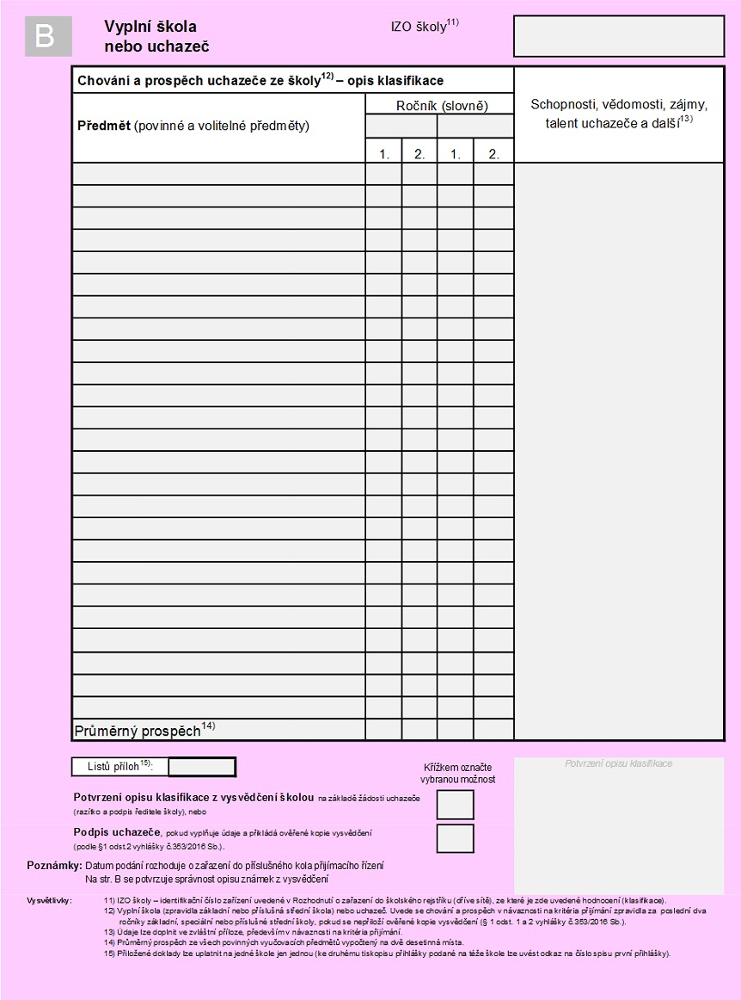 B
Vyplní škola
nebo uchazeč
IZO školy11)
Chování a prospěch uchazeče ze školy12) – opis klasifikace
Ročník (slovně)
Předmět (povinné a volitelné předměty)
1. 2. 1. 2.
Schopnosti, vědomosti, zájmy,
talent uchazeče a další13)
Průměrný prospěch14)
Listů příloh15):
Křížkem označte
vybranou možnost
Potvrzení opisu klasifikace
Potvrzení opisu klasifikace z vysvědčení školou na základě žádosti uchazeče
(razítko a podpis ředitele školy), nebo
Podpis uchazeče, pokud vyplňuje údaje a přikládá ověřené kopie vysvědčení
(podle §1 odst.2 vyhlášky č.353/2016 Sb.).
Poznámky: Datum podání rozhoduje o zařazení do příslušného kola přijímacího řízení
Na str. B se potvrzuje správnost opisu známek z vysvědčení
Vysvětlivky: 11) IZO školy – identifikační číslo zařízení uvedené v Rozhodnutí o zařazení do školského rejstříku (dříve sítě), ze které je zde uvedené hodnocení (klasifikace).
12) Vyplní škola (zpravidla základní nebo příslušná střední škola) nebo uchazeč. Uvede se chování a prospěch v návaznosti na kritéria přijímání zpravidla za poslední dva
ročníky základní, speciální nebo příslušné střední školy, pokud se nepřiloží ověřené kopie vysvědčení (§ 1 odst. 1 a 2 vyhlášky č.353/2016 Sb.).
13) Údaje lze doplnit ve zvláštní příloze, především v návaznosti na kritéria přijímání.
14) Průměrný prospěch ze všech povinných vyučovacích předmětů vypočtený na dvě desetinná místa.
15) Přiložené doklady lze uplatnit na jedné škole jen jednou (ke druhému tiskopisu přihlášky podané na téže škole lze uvést odkaz na číslo spisu první přihlášky).